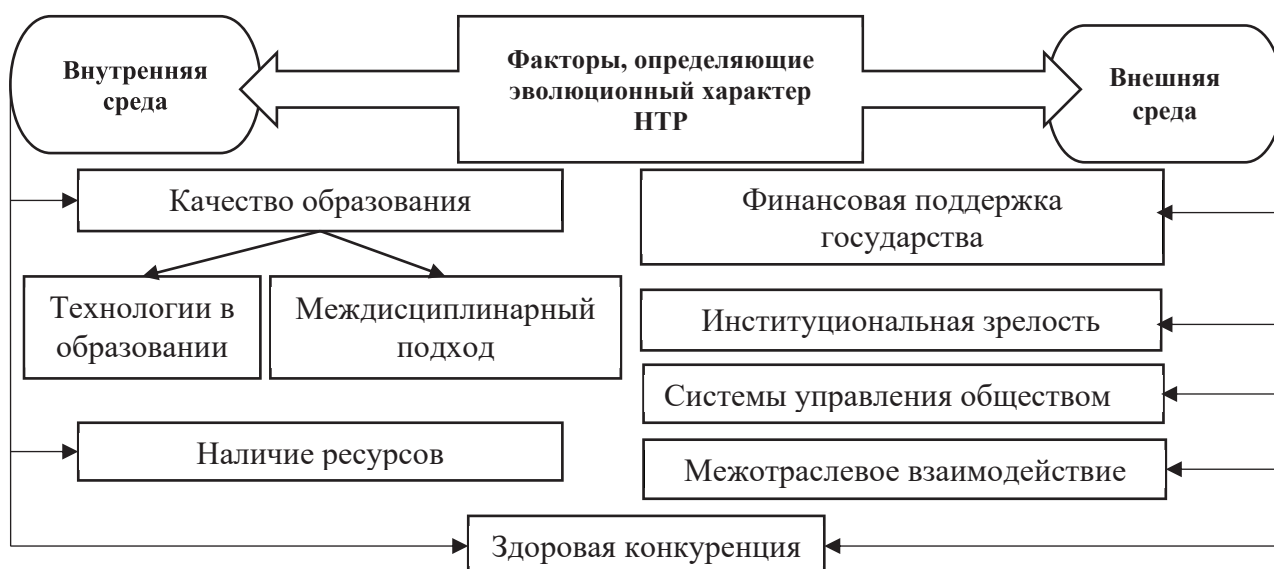 Внутренняя
среда
Факторы, определяющие
эволюционный характер
НТР
Внешняя
среда
Качество образования
Финансовая поддержка
государства
Технологии в
образовании
Междисциплинарный
подход
Институциональная зрелость
Системы управления обществом
Наличие ресурсов
Межотраслевое взаимодействие
Здоровая конкуренция